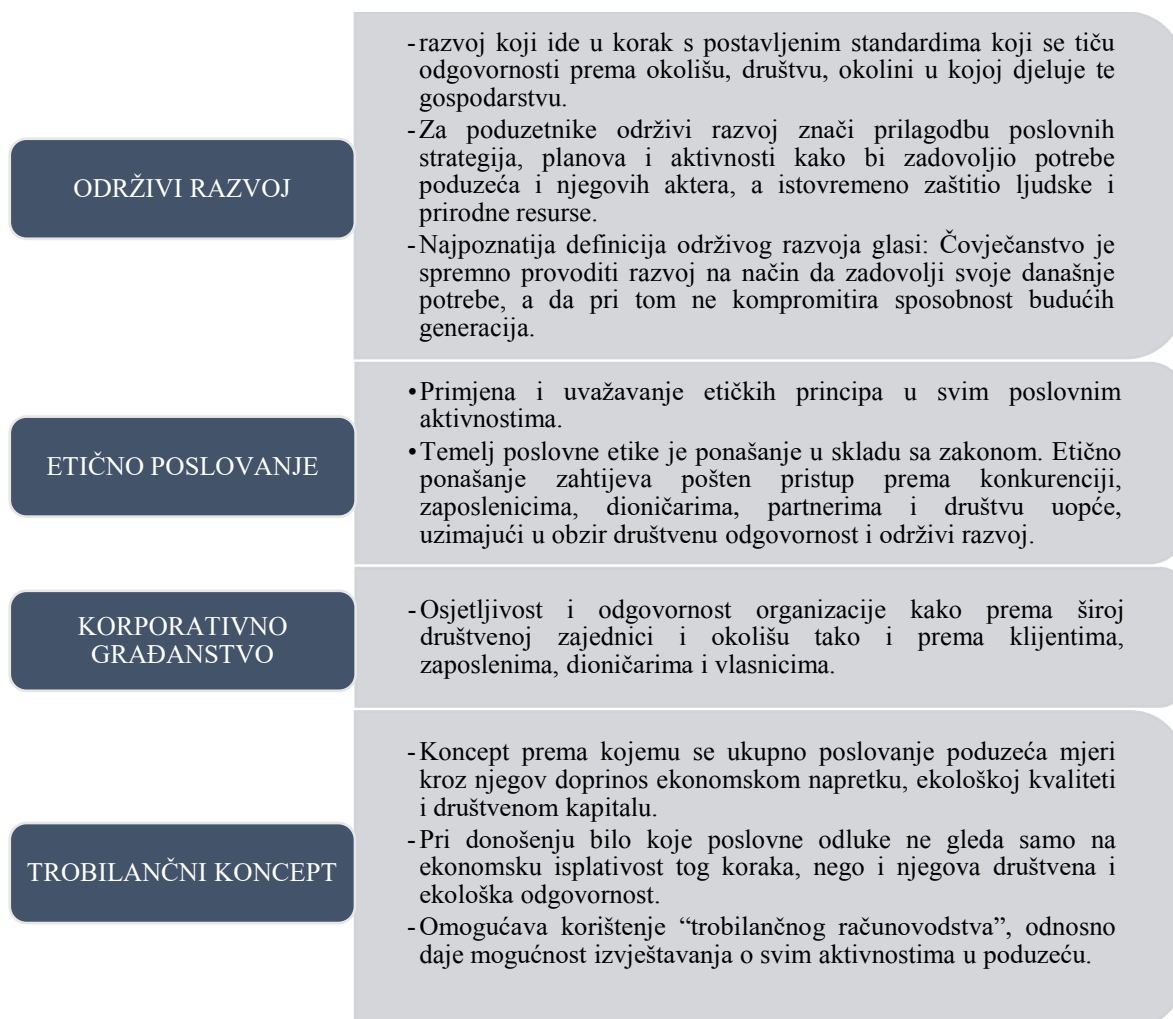 ODRŽIVI RAZVOJ
-razvoj koji ide u korak s postavljenim standardima koji se tiču
odgovornosti prema okolišu, društvu, okolini u kojoj djeluje te
gospodarstvu.
-Za poduzetnike održivi razvoj znači prilagodbu poslovnih
strategija, planova i aktivnosti kako bi zadovoljio potrebe
poduzeća i njegovih aktera, a istovremeno zaštitio ljudske i
prirodne resurse.
-Najpoznatija definicija održivog razvoja glasi: Čovječanstvo je
spremno provoditi razvoj na način da zadovolji svoje današnje
potrebe, a da pri tom ne kompromitira sposobnost budućih
generacija.
ETIČNO POSLOVANJE
•Primjena i uvažavanje etičkih principa u svim poslovnim
aktivnostima.
•Temelj poslovne etike je ponašanje u skladu sa zakonom. Etično
ponašanje zahtijeva pošten pristup prema konkurenciji,
zaposlenicima, dioničarima, partnerima i društvu uopće,
uzimajući u obzir društvenu odgovornost i održivi razvoj.
KORPORATIVNO
GRAĐANSTVO
-Osjetljivost i odgovornost organizacije kako prema široj
društvenoj zajednici i okolišu tako i prema klijentima,
zaposlenima, dioničarima i vlasnicima.
TROBILANČNI KONCEPT
-Koncept prema kojemu se ukupno poslovanje poduzeća mjeri
kroz njegov doprinos ekonomskom napretku, ekološkoj kvaliteti
i društvenom kapitalu.
-Pri donošenju bilo koje poslovne odluke ne gleda samo na
ekonomsku isplativost tog koraka, nego i njegova društvena i
ekološka odgovornost.
-Omogućava korištenje “trobilančnog računovodstva”, odnosno
daje mogućnost izvještavanja o svim aktivnostima u poduzeću.